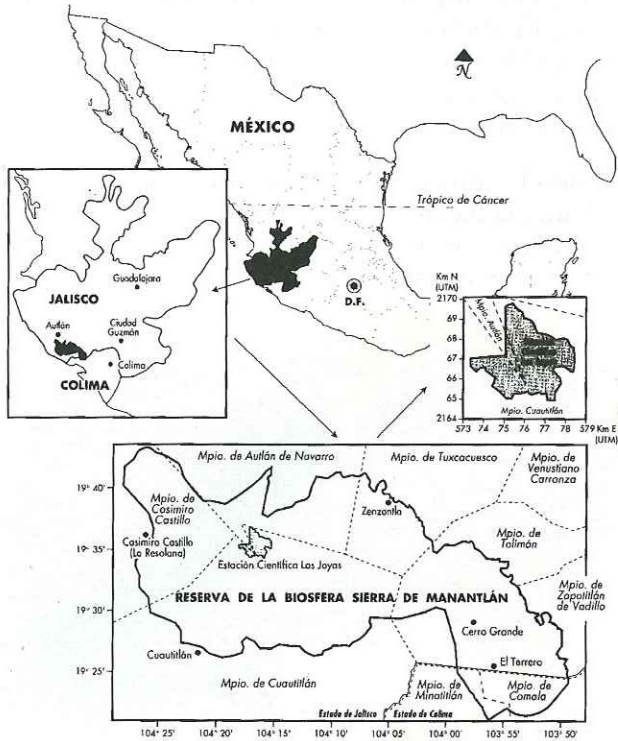 N
MÉXICO
Trópico de Cáncer
D.F.
JALISCO
Guadalajara
Autlán
Ciudad
Guzmán
Colima
COLIMA
Km N
(UTM)
2170
69
68
67
66
65
2164
573 74 75 76 77 78 579 Km E
(UTM)
Mpio. Autlán
Mpio. Cuautitlán
Mpio. de Autlán de Navarro
Mpio. de Tuxcacuesco
Mpio. de
Venustiano
Carranza
19° 40'
Mpio. de
Casimiro
Castillo
Zenzontla
Mpio. de
Tolimán
19° 35'
Casimiro Castillo
(La Resolana)
Estación Científica Las Joyas
Mpio. de
Zapotitlán
de Vadillo
RESERVA DE LA BIOSFERA SIERRA DE MANANTLÁN
19° 30'
Cerro Grande
Cuautitlán
El Terrero
19° 25'
Mpio. de Cuautitlán
Mpio. de
Minatitlán
Mpio. de
Comala
Estado de Jalisco
Estado de Colima
104° 25' 104° 20' 104° 15' 104° 10' 104° 05' 104° 00' 103° 55' 103° 50'